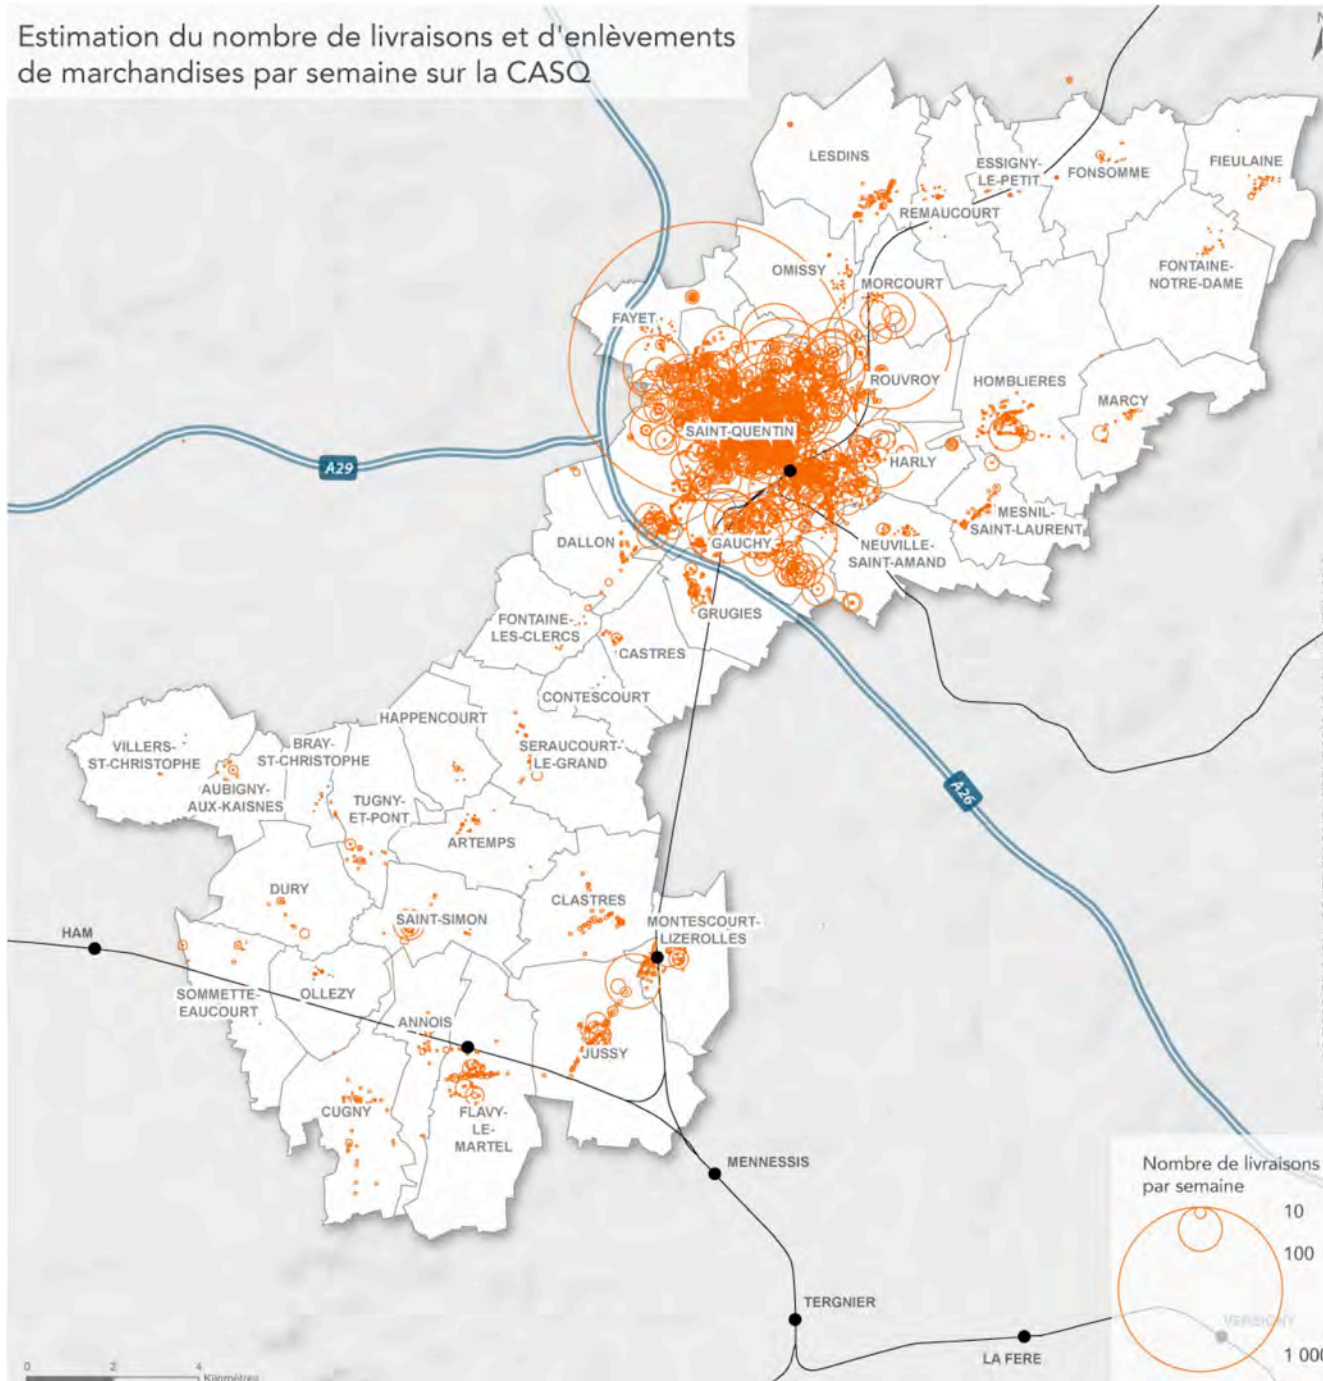 Estimation du nombre de livraisons et d'enlèvements
de marchandises par semaine sur la CASQ
N
LESDINS
ESSIGNY-
LE-PETIT
FONSOMME
FIEULAINE
REMAUCOURT
OMISSY
MORCOURT
FONTAINE-
NOTRE-DAME
FAYET
ROUVROY
HOMBLIERES
MARCY
SAINT-QUENTIN
HARLY
A29
MESNIL-
SAINT-LAURENT
DALLON
GAUCHY
NEUVILLE-
SAINT-AMAND
GRUGIES
FONTAINE-
LES-CLERCS
CASTRES
CONTESCOURT
HAPPENCOURT
VILLERS-
ST-CHRISTOPHE
BRAY-
ST-CHRISTOPHE
SERAUCOURT-
LE-GRAND
AUBIGNY-
AUX-KAISNES
TUGNY-
ET-PONT
A26
ARTEMPS
DURY
CLASTRES
SAINT-SIMON
MONTESCOURT-
LIZEROLLES
HAM
SOMMETTE-
EAUCOURT
OLLEZY
ANNOIS
JUSSY
CUGNY
FLAVY-
LE-
MARTEL
MENNESSIS
Nombre de livraisons
par semaine
10
100
1 000
TERGNIER
VERSIGNY
LA FERE
0 2 4
Kilomètres